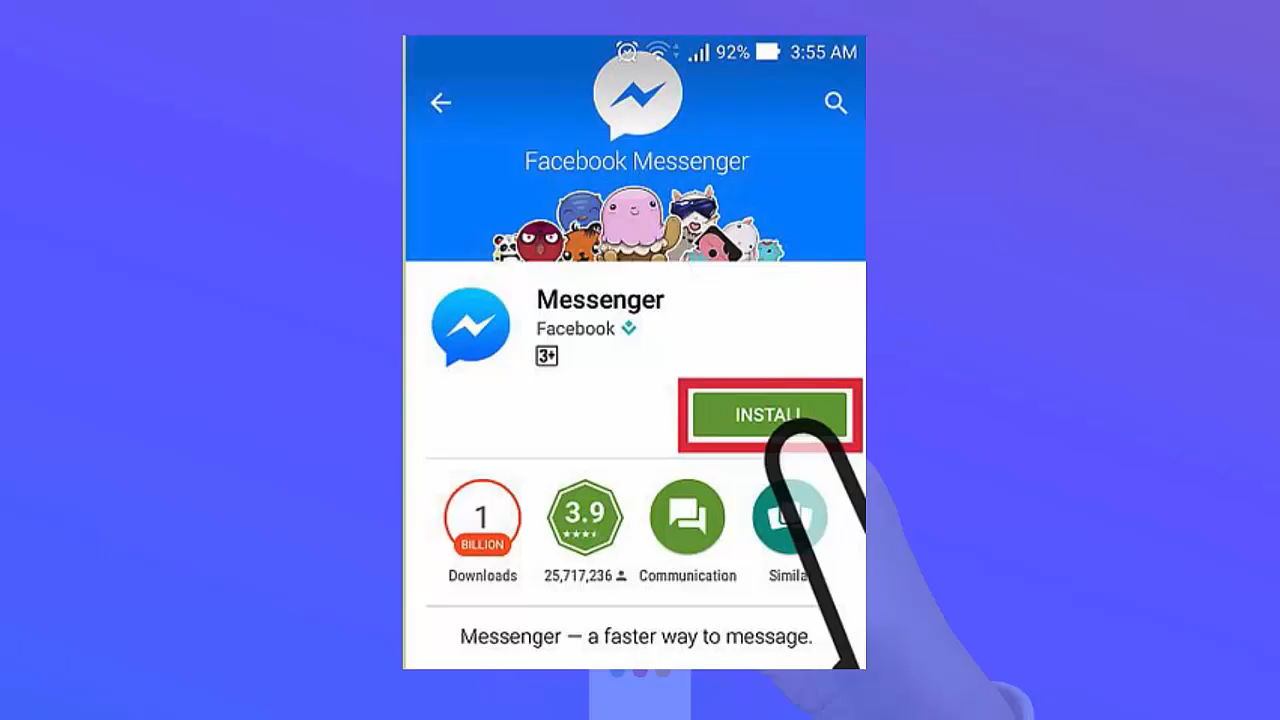 92% 3:55 AM
Facebook Messenger
Messenger
Facebook
3+
INSTALL
1
BILLION
3.9
Downloads
25,717,236
Communication
Messenger — a faster way to message.